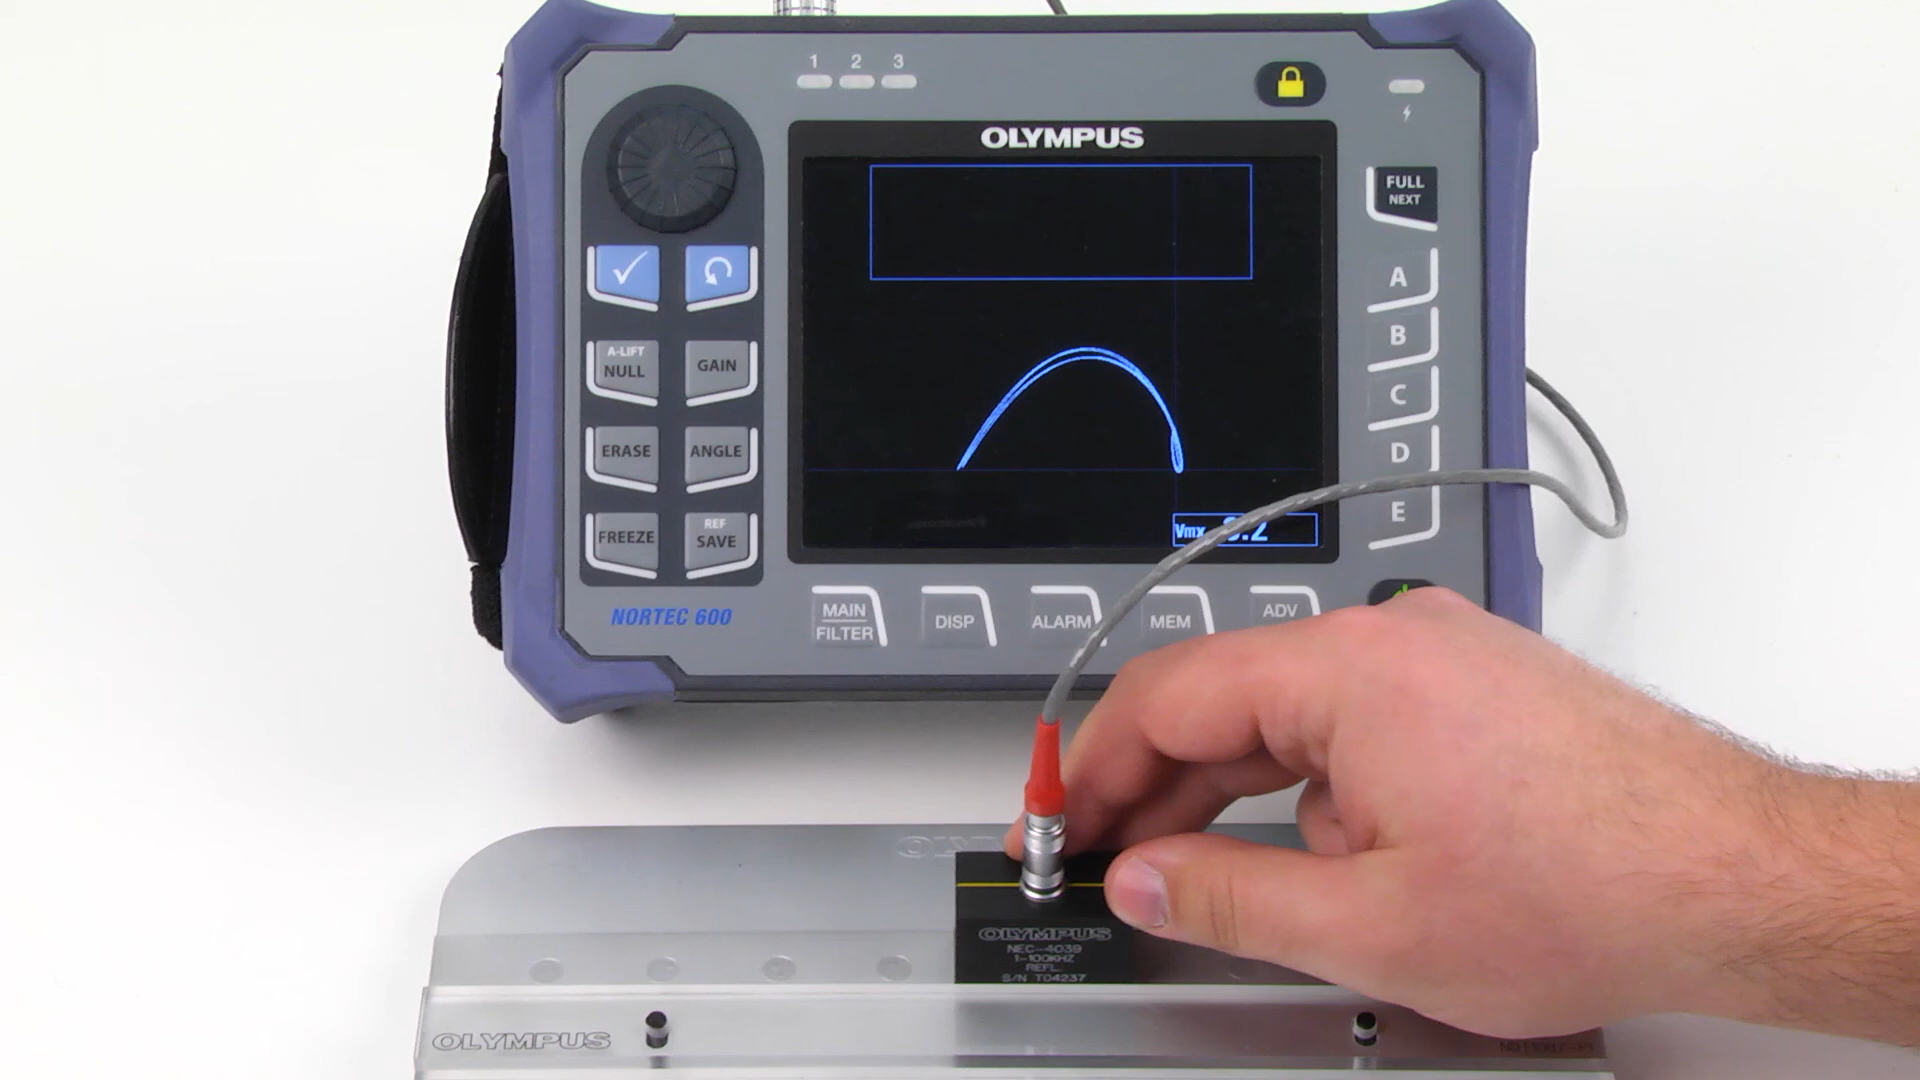 1 2 3
OLYMPUS
FULL
NEXT
A
B
C
D
E
A-LIFT
NULL
GAIN
ERASE
ANGLE
FREEZE
REF
SAVE
Vmx
NORTEC 600
MAIN
FILTER
DISP
ALARM
MEM
ADV
OLYMPUS
NEC-4039
1-100KHZ
REFL.
S/N T04237
OLYMPUS